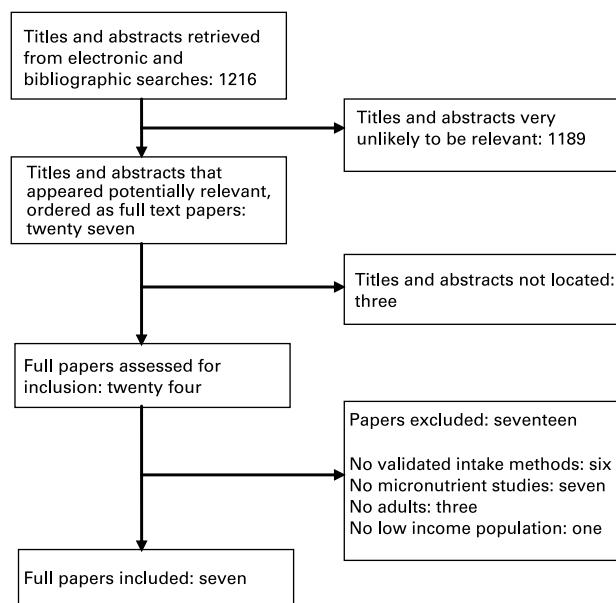 Titles and abstracts retrieved
from electronic and
bibliographic searches: 1216
Titles and abstracts very
unlikely to be relevant: 1189
Titles and abstracts that
appeared potentially relevant,
ordered as full text papers:
twenty seven
Titles and abstracts not located:
three
Full papers assessed for
inclusion: twenty four
Papers excluded: seventeen
No validated intake methods: six
No micronutrient studies: seven
No adults: three
No low income population: one
Full papers included: seven